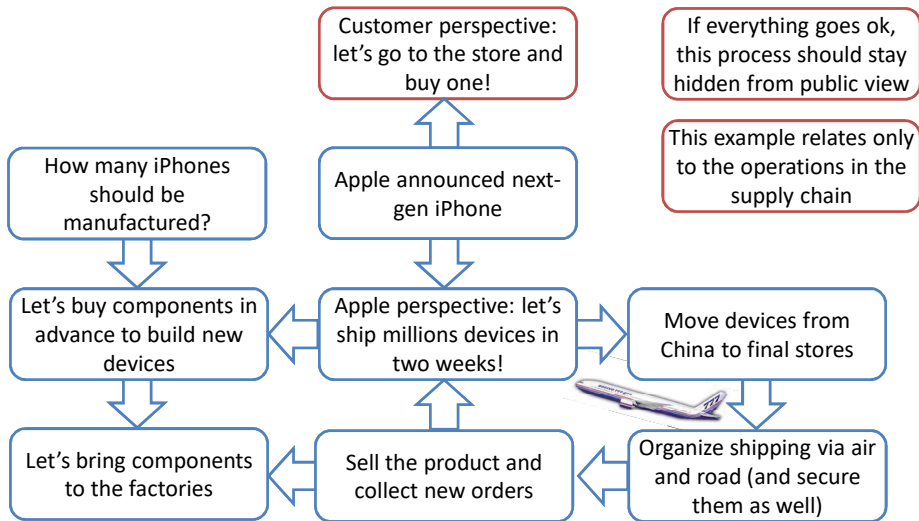 Customer perspective:
let's go to the store and
buy one!
If everything goes ok,
this process should stay
hidden from public view
This example relates only
to the operations in the
supply chain
How many iPhones
should be
manufactured?
Apple announced next-
gen iPhone
Let's buy components in
advance to build new
devices
Apple perspective: let's
ship millions devices in
two weeks!
Move devices from
China to final stores
Let's bring components
to the factories
Sell the product and
collect new orders
Organize shipping via air
and road (and secure
them as well)
777